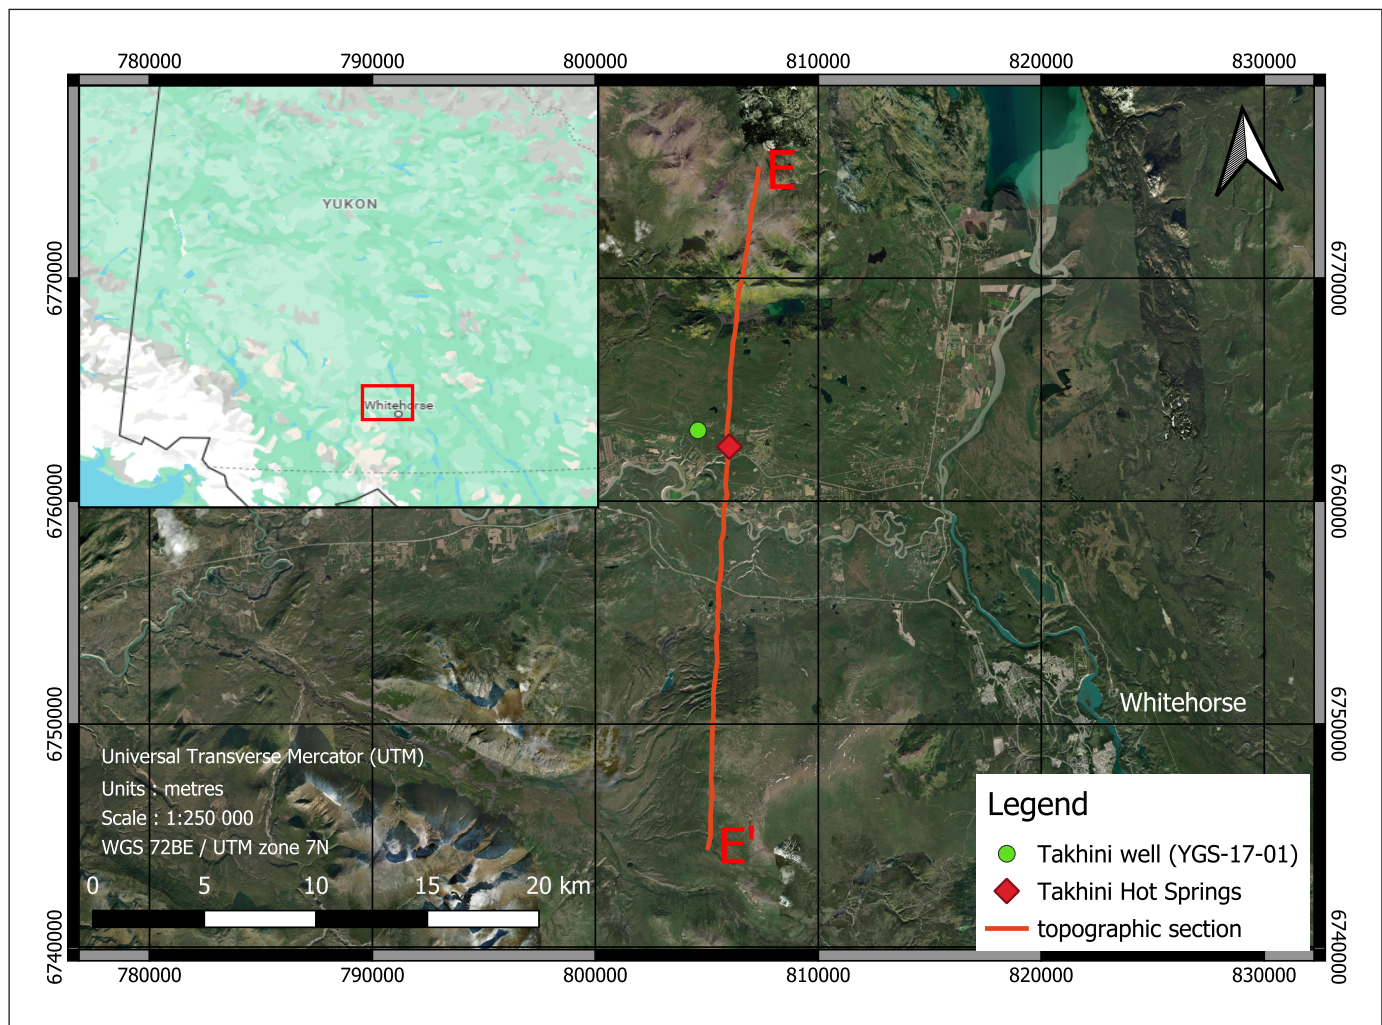 780000 790000 800000 810000 820000 830000
YUKON
Whitehorse
E
6770000 6770000
6760000 6760000
6750000 6750000
6740000 6740000
Whitehorse
E'
Universal Transverse Mercator (UTM)
Units : metres
Scale : 1:250 000
WGS 72BE / UTM zone 7N
0 5 10 15 20 km
Legend
Takhini well (YGS-17-01)
Takhini Hot Springs
topographic section
780000 790000 800000 810000 820000 830000